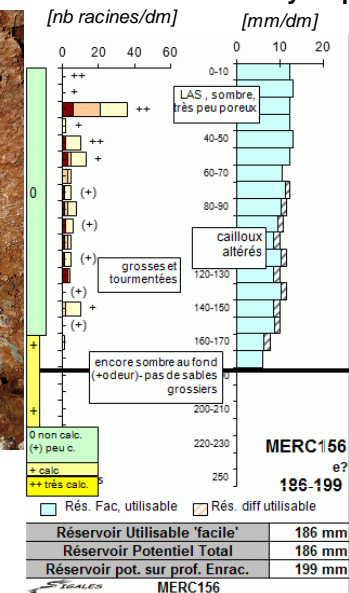 [nb racines/dm]
[mm/dm]
0 20 40 60
0 10 20
++
+
++
+
++
+
(+)
(+)
(+)
(+)
+
(+)
0
+
+
0-10
40-50
60-70
80-90
120-130
140-150
160-170
200-210
220-230
250
LAS , sombre,
très peu poreux
cailloux
altérés
grosses et
tourmentées
encore sombre au fond
(+odeur)- pas de sables
grossiers
0 non calc.
(+) peu c.
+ calc
++ très calc.
MERC156
e?
186-199
Rés. Fac, utilisable
Rés. diff utilisable
Réservoir Utilisable 'facile' 186 mm
Réservoir Potentiel Total 186 mm
Réservoir pot. sur prof. Enrac. 199 mm
SIGALES
MERC156